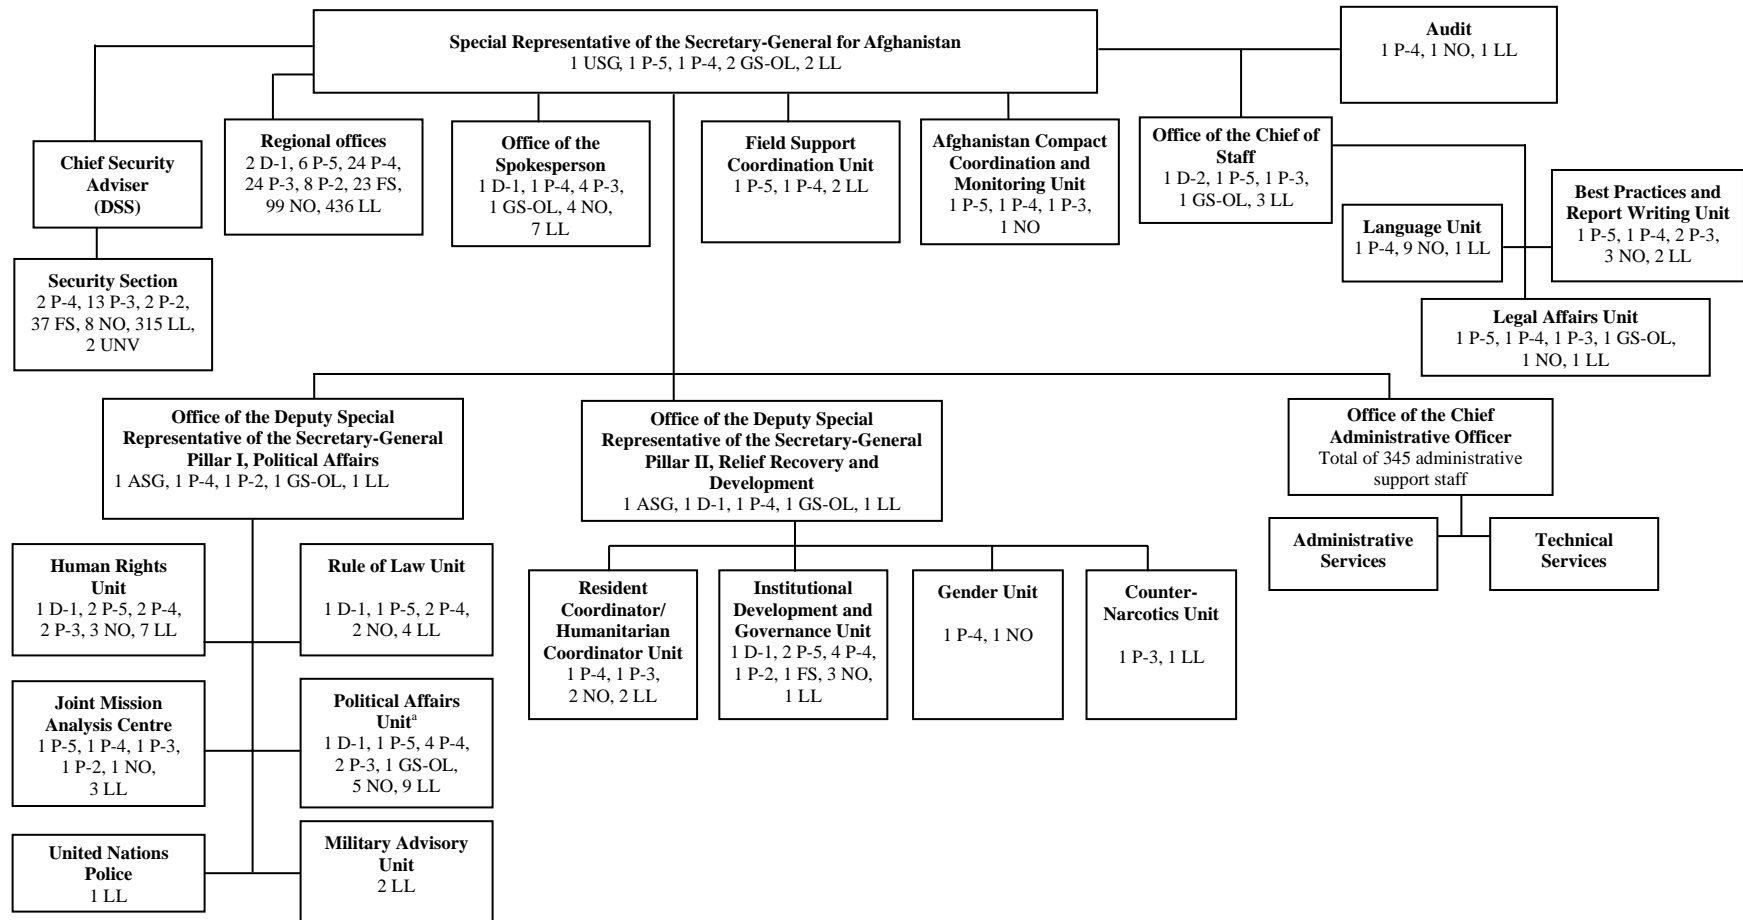 Special Representative of the Secretary-General for Afghanistan
1 USG, 1 P-5, 1 P-4, 2 GS-OL, 2 LL
Audit
1 P-4, 1 NO, 1 LL
Chief Security
Adviser
(DSS)
Regional offices
2 D-1, 6 P-5, 24 P-4,
24 P-3, 8 P-2, 23 FS,
99 NO, 436 LL
Office of the
Spokesperson
1 D-1, 1 P-4, 4 P-3,
1 GS-OL, 4 NO,
7 LL
Field Support
Coordination Unit
1 P-5, 1 P-4, 2 LL
Afghanistan Compact
Coordination and
Monitoring Unit
1 P-5, 1 P-4, 1 P-3,
1 NO
Office of the Chief of
Staff
1 D-2, 1 P-5, 1 P-3,
1 GS-OL, 3 LL
Language Unit
1 P-4, 9 NO, 1 LL
Best Practices and
Report Writing Unit
1 P-5, 1 P-4, 2 P-3,
3 NO, 2 LL
Security Section
2 P-4, 13 P-3, 2 P-2,
37 FS, 8 NO, 315 LL,
2 UNV
Legal Affairs Unit
1 P-5, 1 P-4, 1 P-3, 1 GS-OL,
1 NO, 1 LL
Office of the Deputy Special
Representative of the Secretary-General
Pillar I, Political Affairs
1 ASG, 1 P-4, 1 P-2, 1 GS-OL, 1 LL
Office of the Deputy Special
Representative of the Secretary-General
Pillar II, Relief Recovery and
Development
1 ASG, 1 D-1, 1 P-4, 1 GS-OL, 1 LL
Office of the Chief
Administrative Officer
Total of 345 administrative
support staff
Administrative
Services
Technical
Services
Human Rights
Unit
1 D-1, 2 P-5, 2 P-4,
2 P-3, 3 NO, 7 LL
Rule of Law Unit
1 D-1, 1 P-5, 2 P-4,
2 NO, 4 LL
Resident
Coordinator/
Humanitarian
Coordinator Unit
1 P-4, 1 P-3,
2 NO, 2 LL
Institutional
Development and
Governance Unit
1 D-1, 2 P-5, 4 P-4,
1 P-2, 1 FS, 3 NO,
1 LL
Gender Unit
1 P-4, 1 NO
Counter-
Narcotics Unit
1 P-3, 1 LL
Joint Mission
Analysis Centre
1 P-5, 1 P-4, 1 P-3,
1 P-2, 1 NO,
3 LL
Political Affairs
Unitª
1 D-1, 1 P-5, 4 P-4,
2 P-3, 1 GS-OL,
5 NO, 9 LL
United Nations
Police
1 LL
Military Advisory
Unit
2 LL